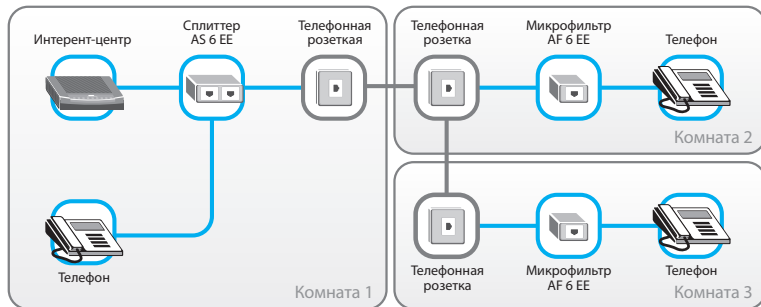 Интерент-центр
Сплиттер
AS 6 EE
Телефонная
розеткая
Телефон
Комната 1
Телефонная
розетка
Микрофильтр
AF 6 EE
Телефон
Комната 2
Телефонная
розетка
Микрофильтр
AF 6 EE
Телефон
Комната 3